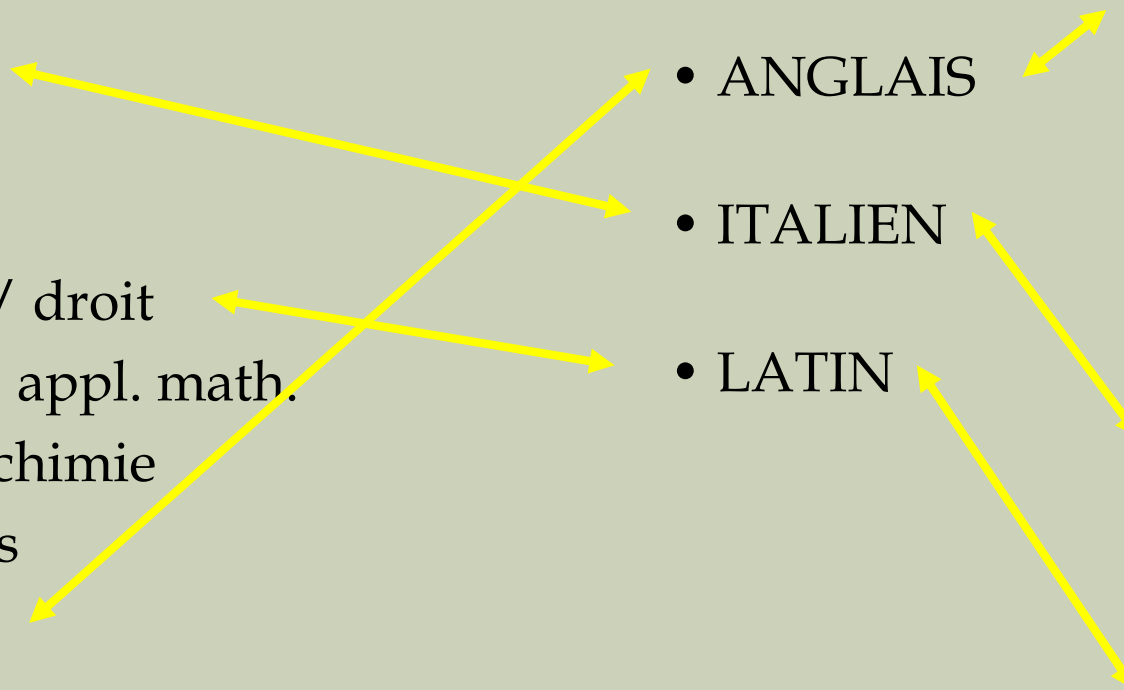 • ANGLAIS
• ITALIEN
/ droit
appl. math.
• LATIN
chimie
s